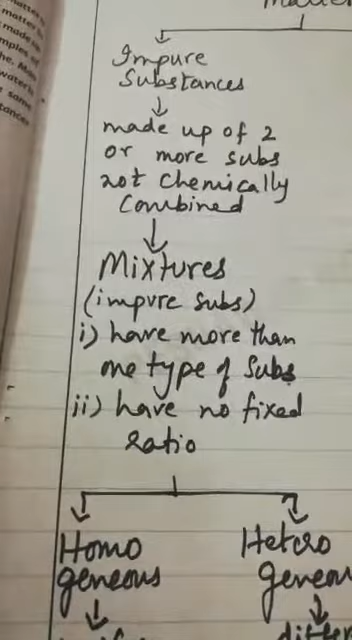 Impure
Substances
made up of 2
or more subs
not chemically
Combined
Mixtures
(impure subs)
i) have more than
one type of Subs
ii) have no fixed
ratio
Homo
geneous
Hetero